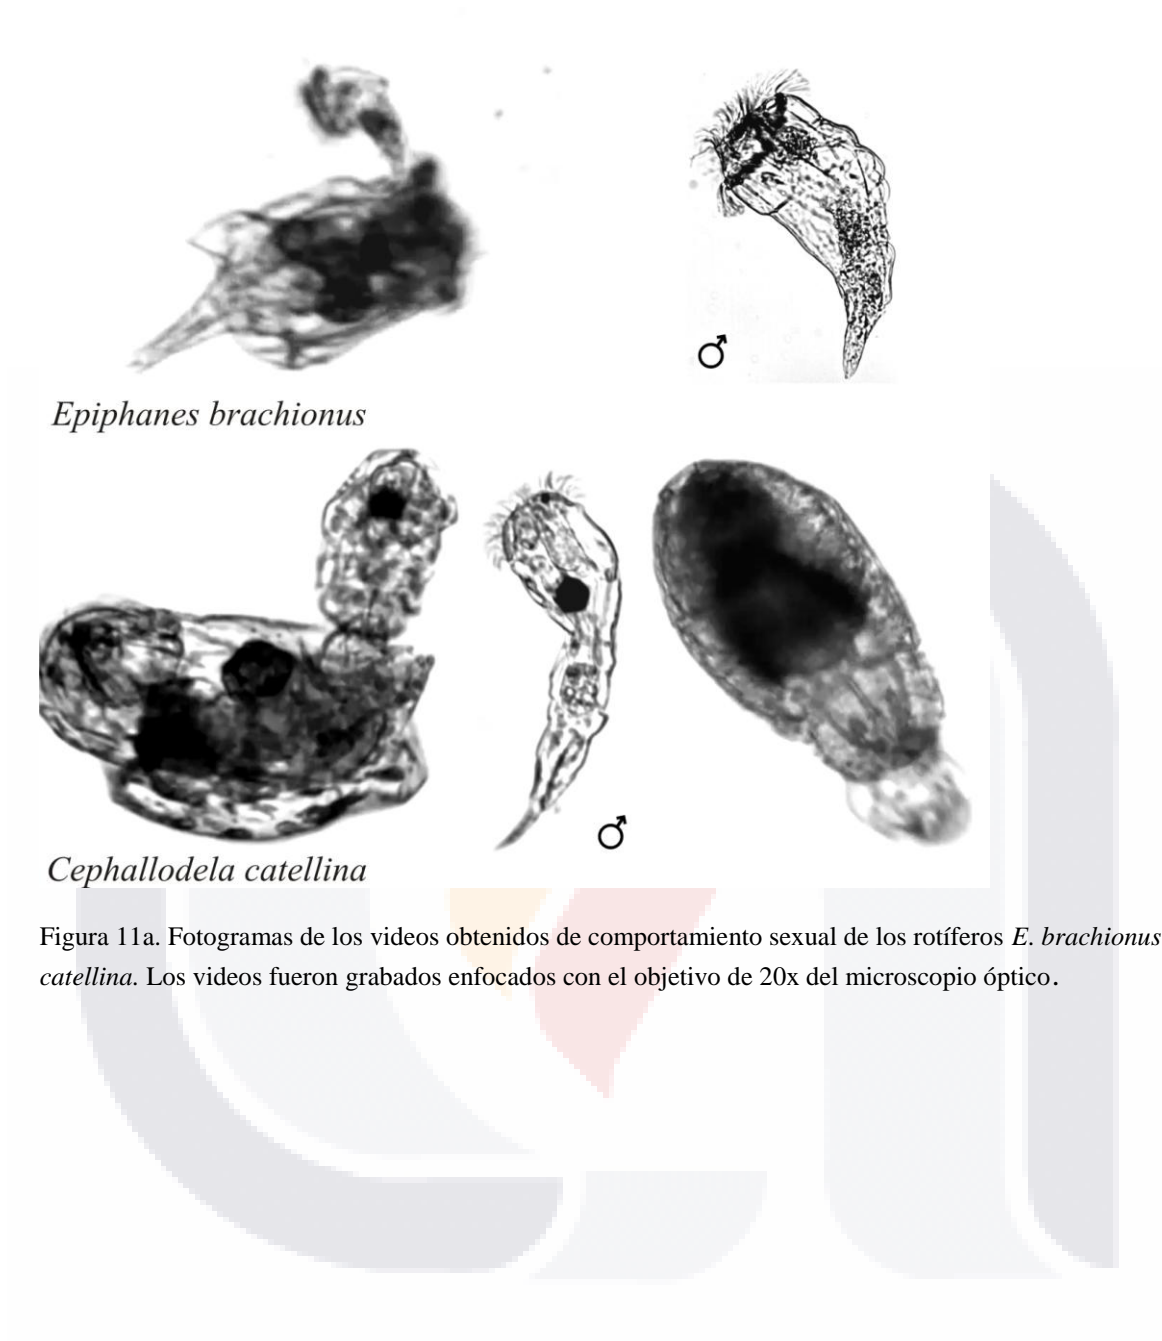 ♂
Epiphanes brachionus
♂
Cephallodela catellina
Figura 11a. Fotogramas de los videos obtenidos de comportamiento sexual de los rotíferos E. brachionus
catellina. Los videos fueron grabados enfocados con el objetivo de 20x del microscopio óptico.